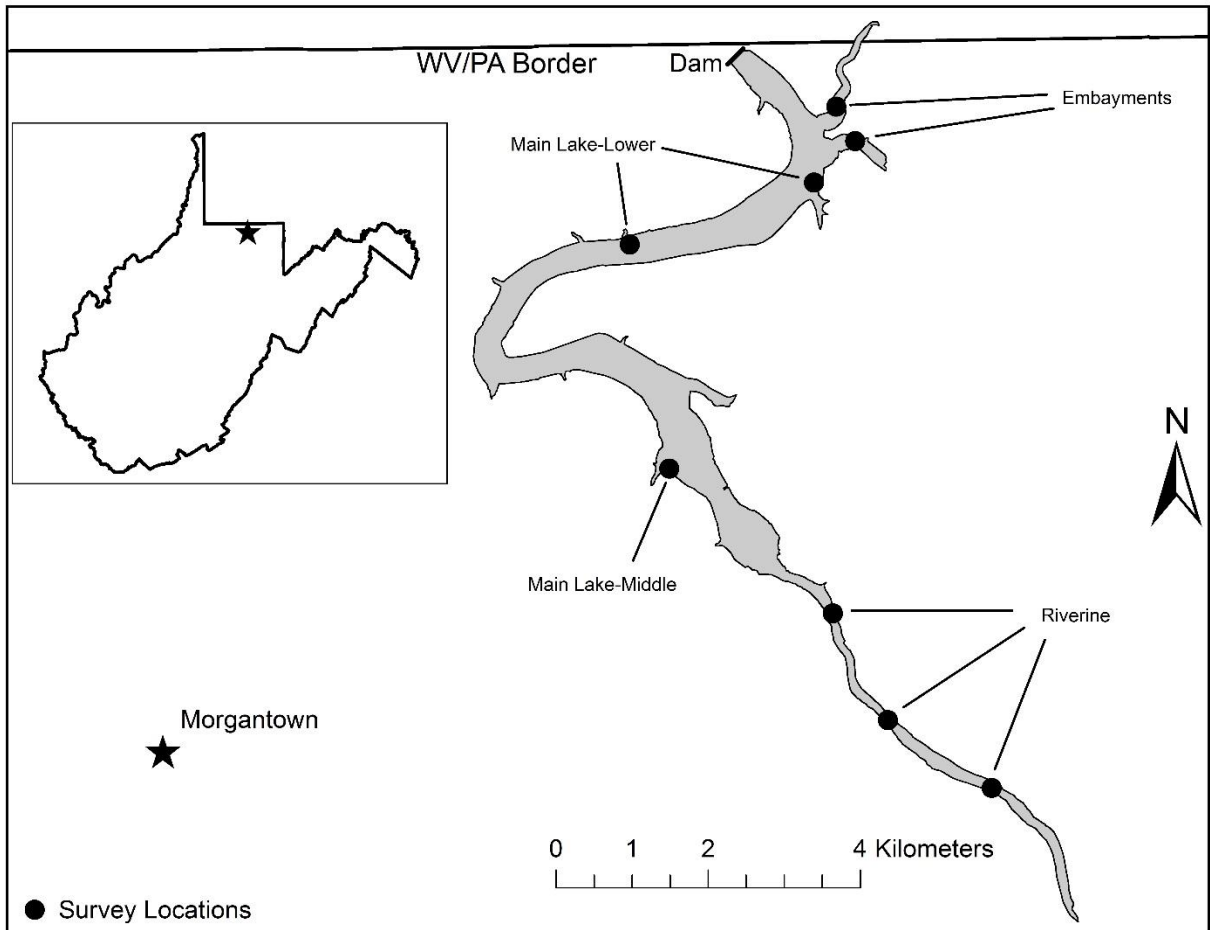 WV/PA Border
Dam
Embayments
Main Lake-Lower
N
Main Lake-Middle
Riverine
Morgantown
0 1 2 4 Kilometers
Survey Locations